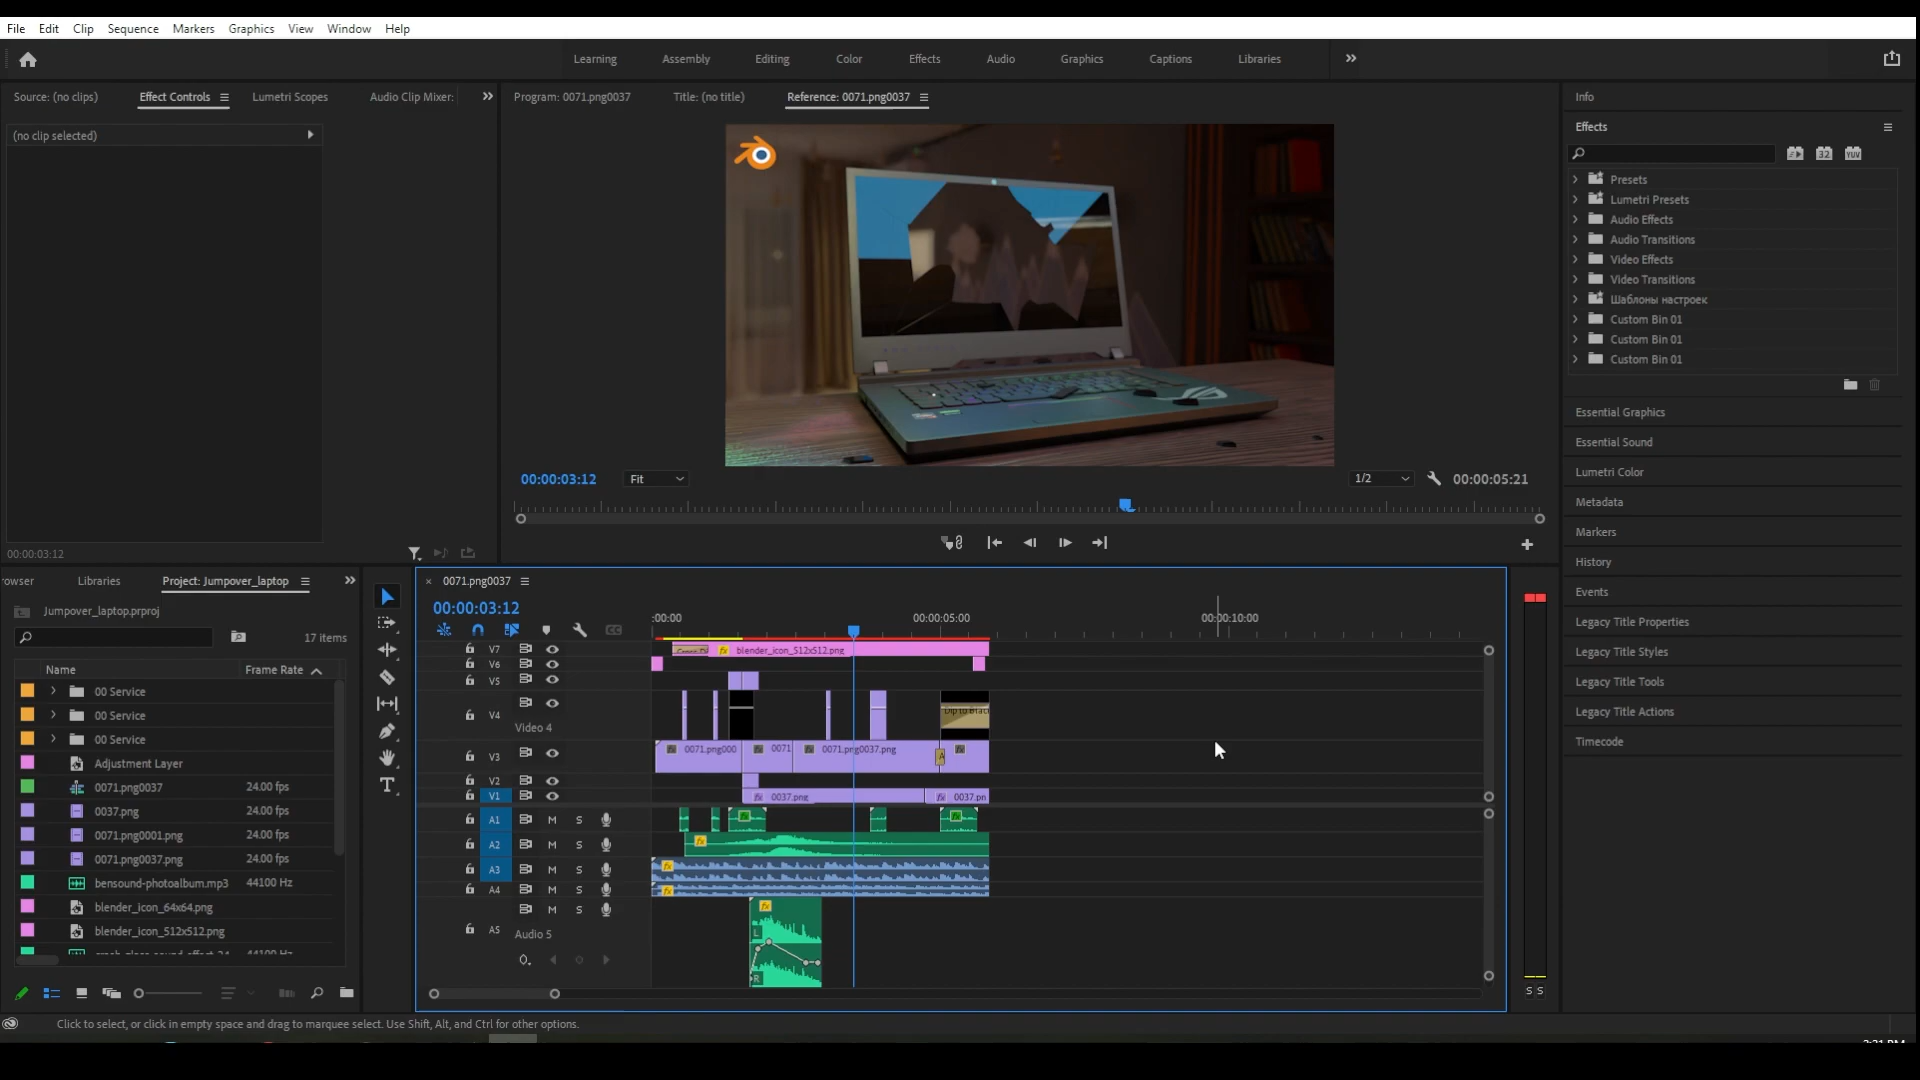 File Edit Clip Sequence Markers Graphics View Window Help
Learning Assembly Editing Color Effects Audio Graphics Captions Libraries
Source: (no clips) Effect Controls Lumetri Scopes Audio Clip Mixer:
Program: 0071.png0037 Title: (no title) Reference: 0071.png0037
Info
(no clip selected)
Effects
32 YUV
Presets
Lumetri Presets
Audio Effects
Audio Transitions
Video Effects
Video Transitions
Шаблоны настроек
Custom Bin 01
Custom Bin 01
Custom Bin 01
Essential Graphics
Essential Sound
Lumetri Color
Metadata
Markers
History
Events
Legacy Title Properties
Legacy Title Styles
Legacy Title Tools
Legacy Title Actions
Timecode
00:00:03:12 Fit 1/2 00:00:05:21
00:00:03:12
rowser Libraries Project: Jumpover_laptop
Jumpover_laptop.prproj
17 items
Name Frame Rate
00 Service
00 Service
00 Service
Adjustment Layer
0071.png0037 24.00 fps
0037.png 24.00 fps
0071.png0001.png 24.00 fps
0071.png0037.png 24.00 fps
bensound-photoalbum.mp3 44100 Hz
blender_icon_64x64.png
blender_icon_512x512.png
0071.png0037
00:00:03:12
:00:00 00:00:05:00 00:00:10:00
V7 fx blender_icon_512x512.png
V6
V5
V4 Video 4
V3 0071.png000 0071 0071.png0037.png
V2
V1 0037.png 0037.pn
A1 M S
A2 M S
A3 M S
A4 M S
M S
A5 Audio 5
L
R
S S
Click to select, or click in empty space and drag to marquee select. Use Shift, Alt, and Ctrl for other options.